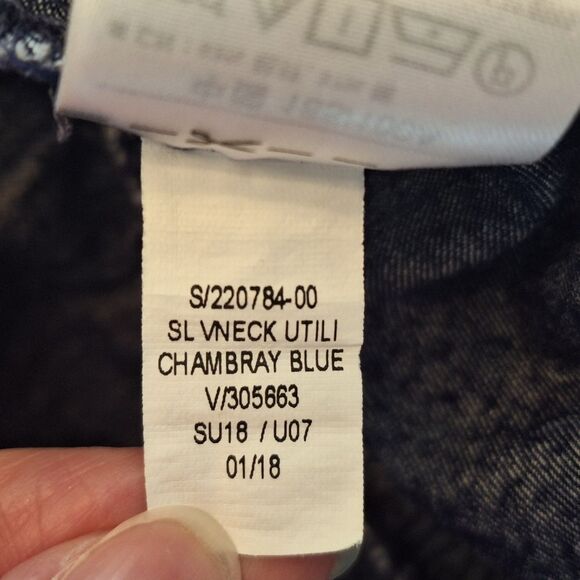 S/220784-00
SL VNECK UTILI
CHAMBRAY BLUE
V/305663
SU18 / U07
01/18